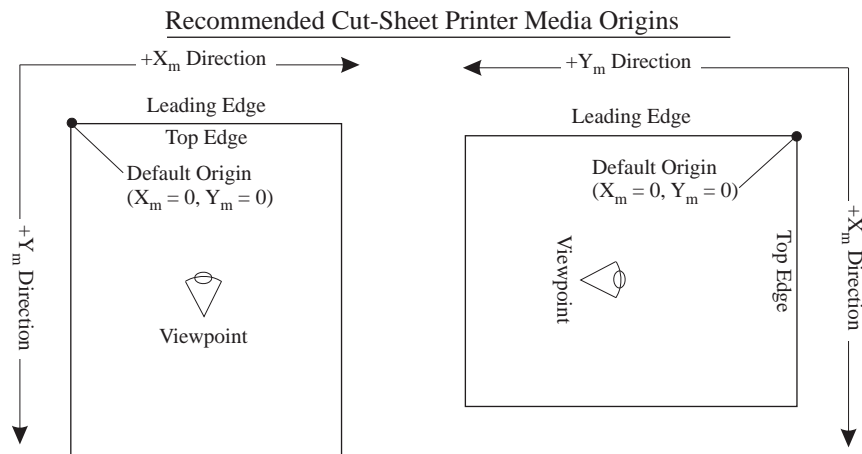 Recommended Cut-Sheet Printer Media Origins
+Xm Direction
Leading Edge
Top Edge
Default Origin
(Xm = 0, Ym = 0)
+Ym Direction
Viewpoint
+Ym Direction
Leading Edge
Default Origin
(Xm = 0, Ym = 0)
Viewpoint
Top Edge
+Xm Direction